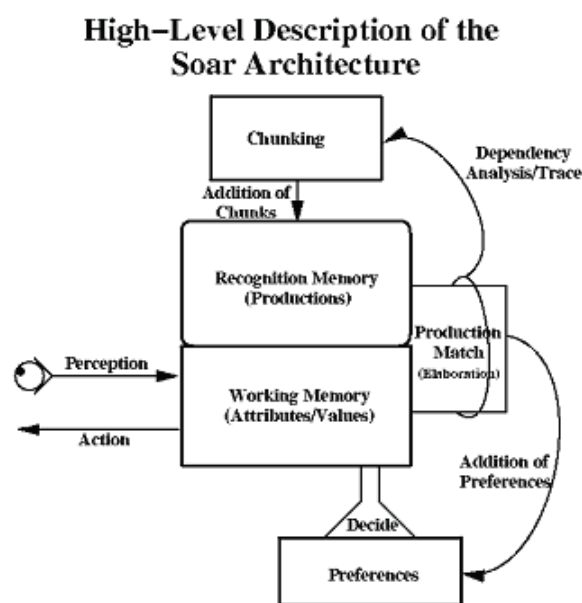 High-Level Description of the
Soar Architecture
Chunking
Dependency
Analysis/Trace
Addition of
Chunks
Recognition Memory
(Productions)
Production
Match
(Elaboration)
Perception
Working Memory
(Attributes/Values)
Action
Addition of
Preferences
Decide
Preferences